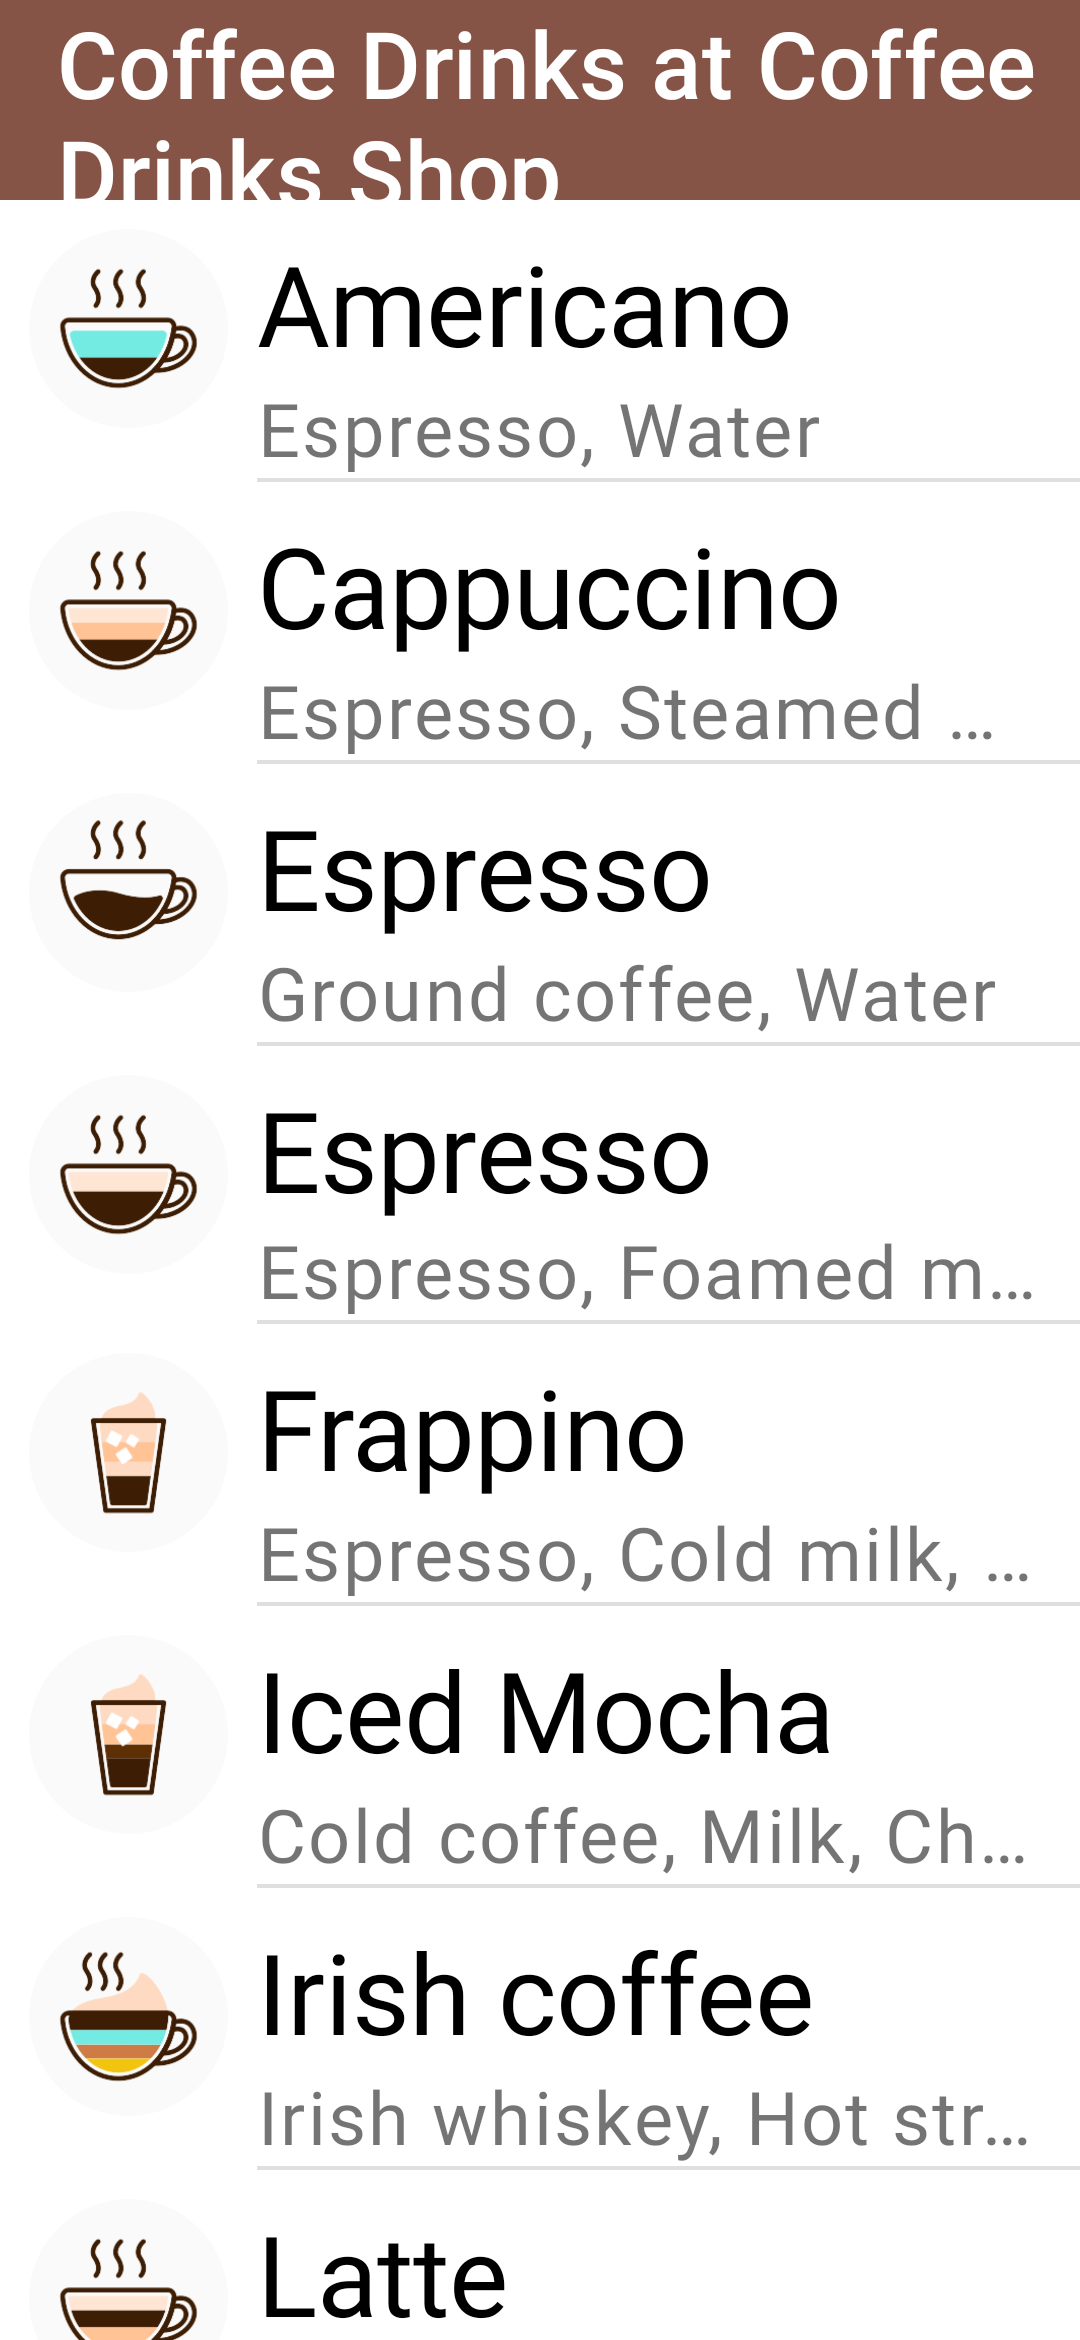 Coffee Drinks at Coffee
Drinks Shop
Americano
Espresso, Water
Cappuccino
Espresso, Steamed …
Espresso
Ground coffee, Water
Espresso
Espresso, Foamed m…
Frappino
Espresso, Cold milk, …
Iced Mocha
Cold coffee, Milk, Ch…
Irish coffee
Irish whiskey, Hot str…
Latte